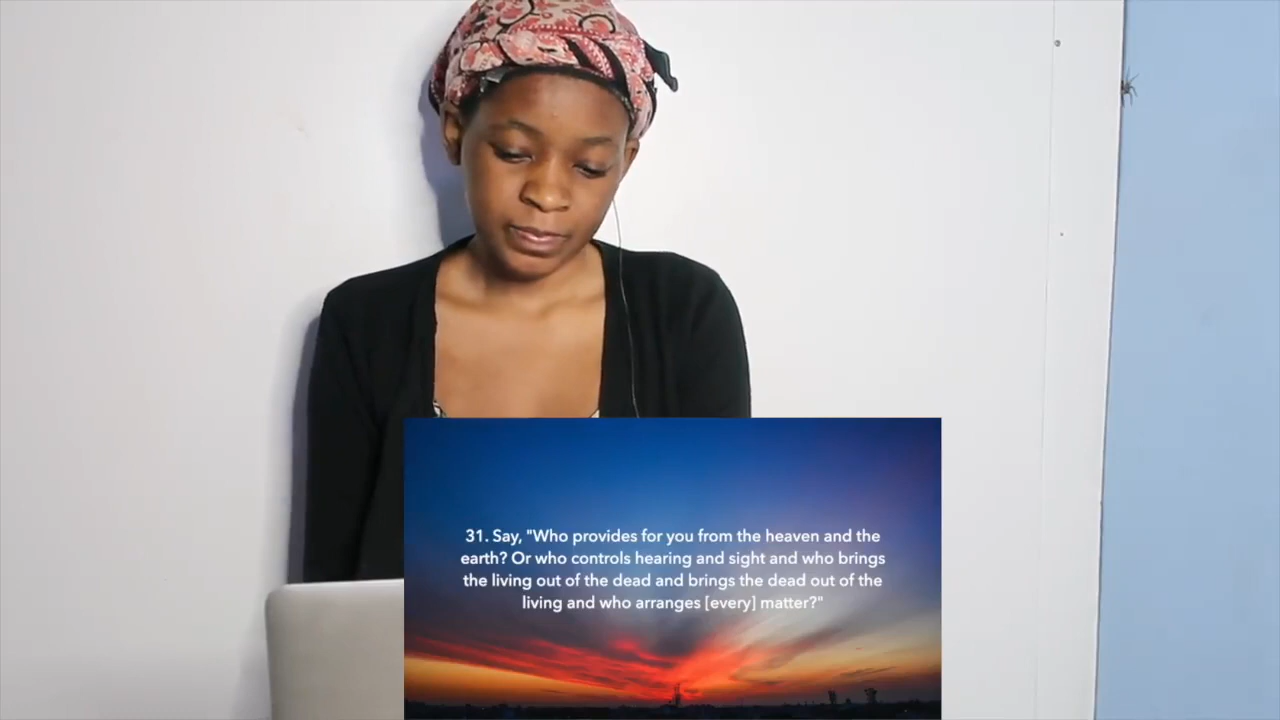 31. Say, "Who provides for you from the heaven and the
earth? Or who controls hearing and sight and who brings
the living out of the dead and brings the dead out of the
living and who arranges [every] matter?"